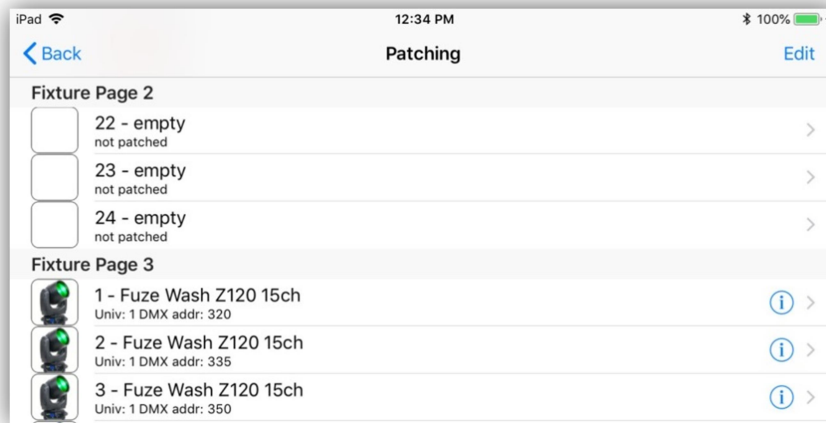 iPad 12:34 PM 100%
Back Patching Edit
Fixture Page 2
22 - empty
not patched
23 - empty
not patched
24 - empty
not patched
Fixture Page 3
1 - Fuze Wash Z120 15ch
Univ: 1 DMX addr: 320
2 - Fuze Wash Z120 15ch
Univ: 1 DMX addr: 335
3 - Fuze Wash Z120 15ch
Univ: 1 DMX addr: 350